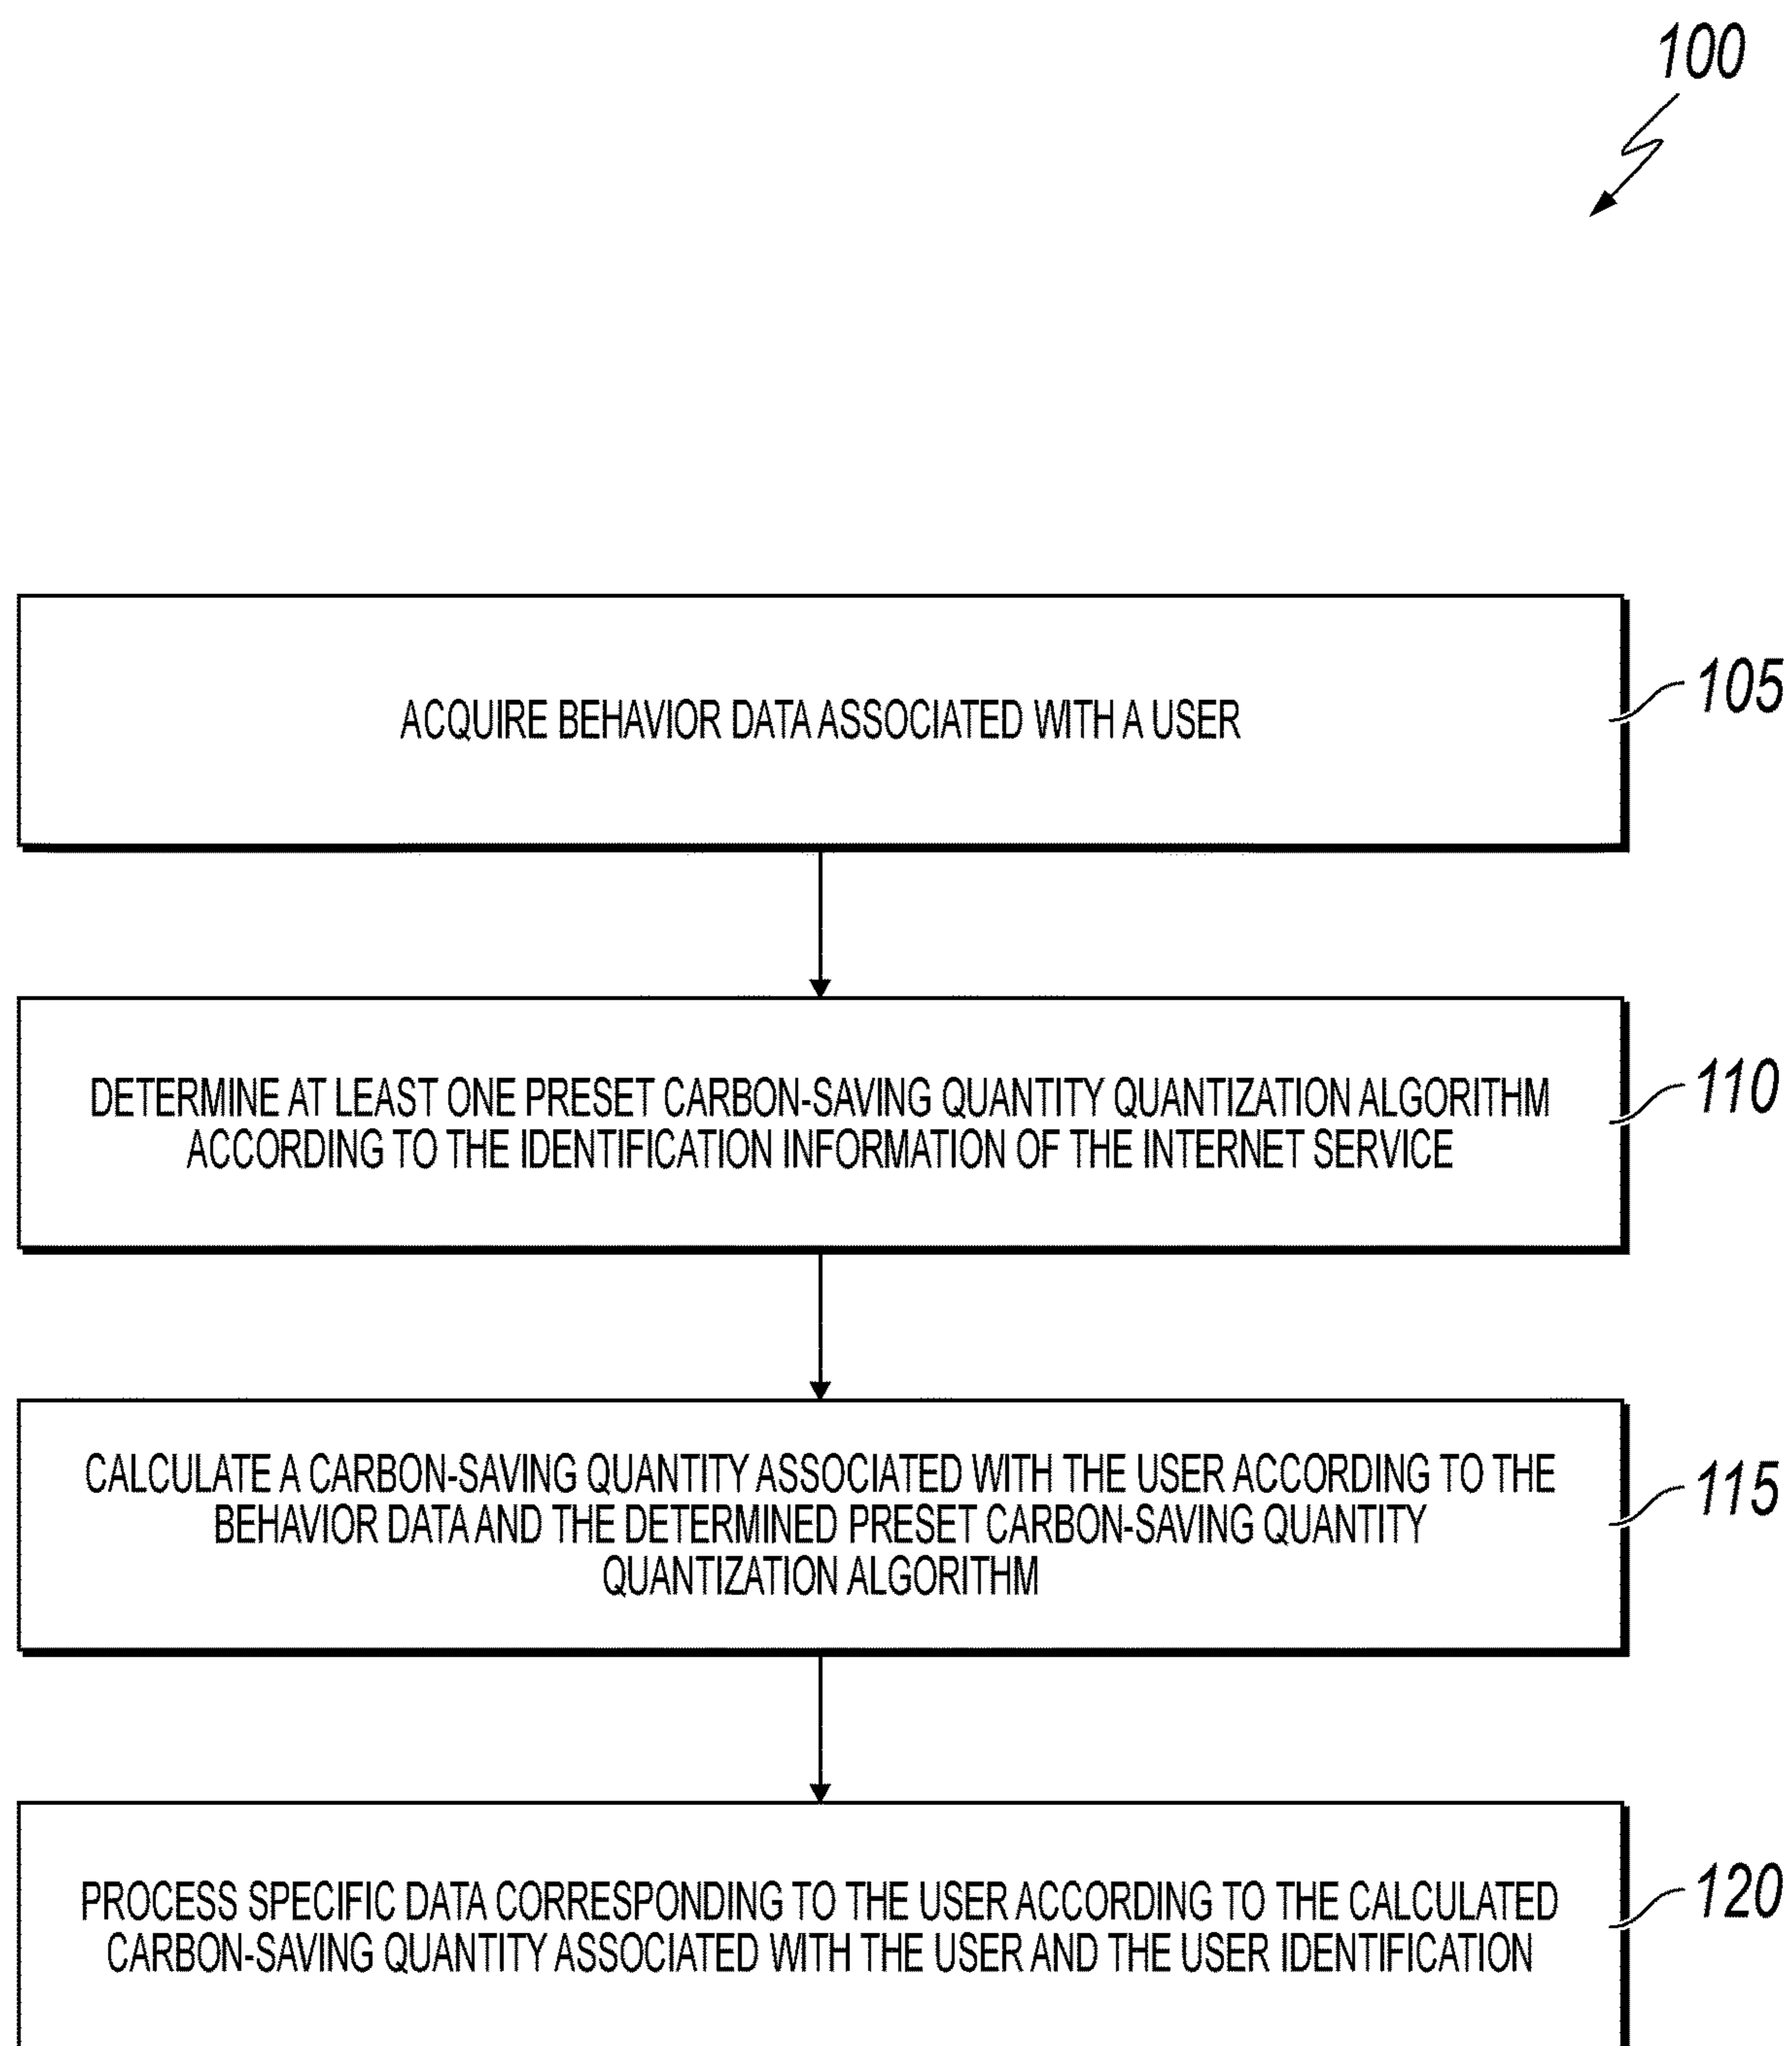 100
ACQUIRE BEHAVIOR DATA ASSOCIATED WITH A USER
105
DETERMINE AT LEAST ONE PRESET CARBON-SAVING QUANTITY QUANTIZATION ALGORITHM
ACCORDING TO THE IDENTIFICATION INFORMATION OF THE INTERNET SERVICE
110
CALCULATE A CARBON-SAVING QUANTITY ASSOCIATED WITH THE USER ACCORDING TO THE
BEHAVIOR DATA AND THE DETERMINED PRESET CARBON-SAVING QUANTITY
QUANTIZATION ALGORITHM
115
PROCESS SPECIFIC DATA CORRESPONDING TO THE USER ACCORDING TO THE CALCULATED
CARBON-SAVING QUANTITY ASSOCIATED WITH THE USER AND THE USER IDENTIFICATION
120